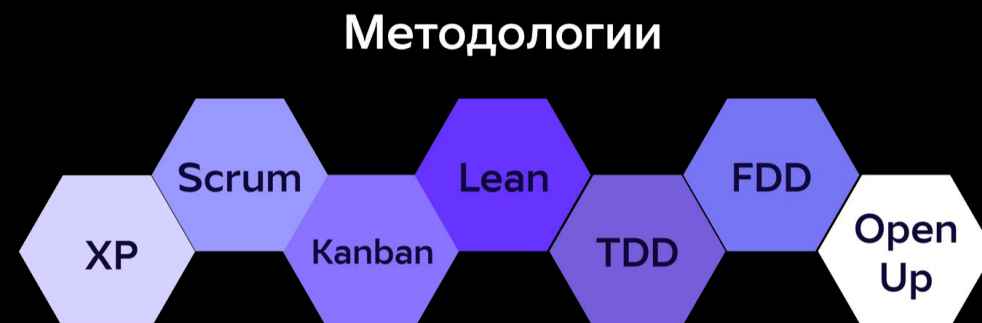 Методологии
XP
Scrum
Kanban
Lean
TDD
FDD
Open
Up